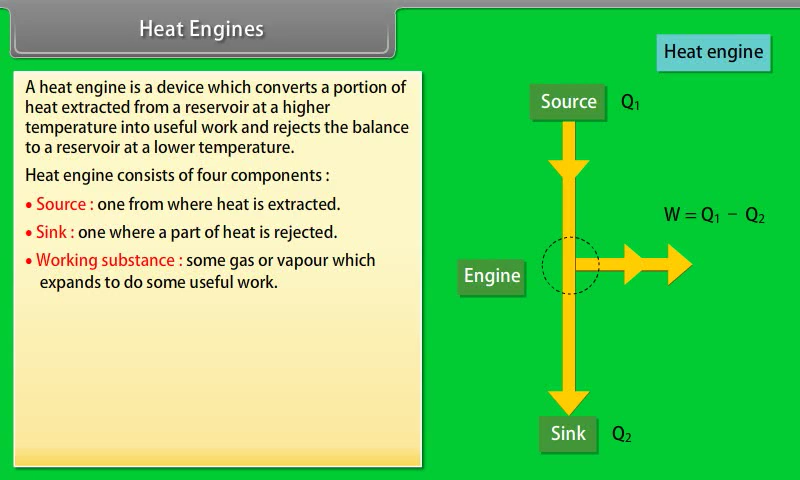 Heat Engines
Heat engine
A heat engine is a device which converts a portion of
heat extracted from a reservoir at a higher
temperature into useful work and rejects the balance
to a reservoir at a lower temperature.
Heat engine consists of four components :
• Source : one from where heat is extracted.
• Sink : one where a part of heat is rejected.
• Working substance : some gas or vapour which
expands to do some useful work.
Source Q₁
W = Q₁ − Q₂
Engine
Sink Q₂